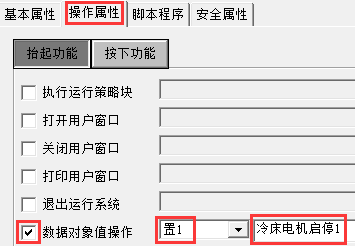 基本属性 操作属性 脚本程序 安全属性
抬起功能 按下功能
执行运行策略块
打开用户窗口
关闭用户窗口
打印用户窗口
退出运行系统
数据对象值操作 置1 冷床电机启停1